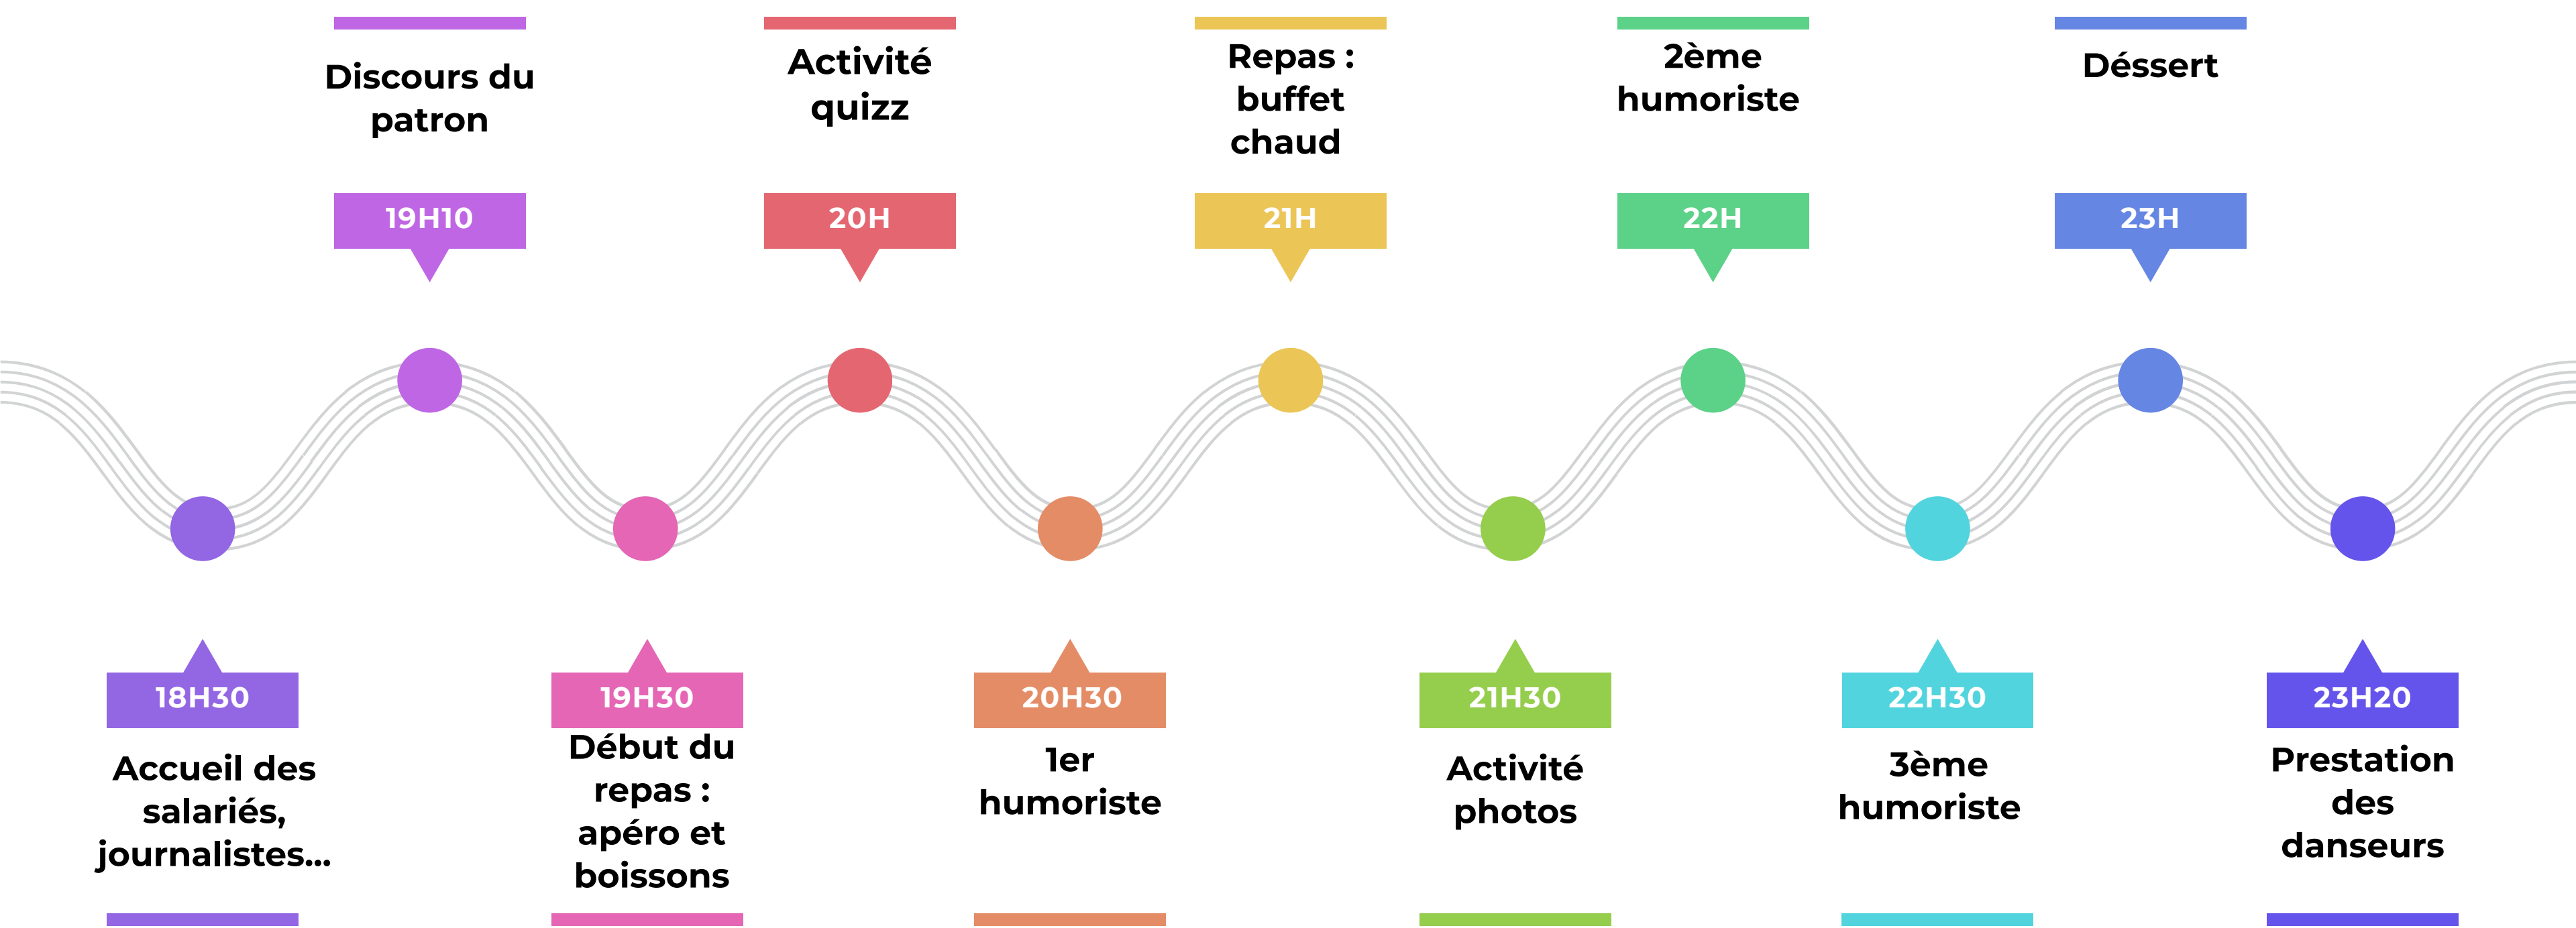 Discours du
patron
19H10
Activité
quizz
20H
Repas :
buffet
chaud
21H
2ème
humoriste
22H
Déssert
23H
18H30
Accueil des
salariés,
journalistes...
19H30
Début du
repas :
apéro et
boissons
20H30
1er
humoriste
21H30
Activité
photos
22H30
3ème
humoriste
23H20
Prestation
des
danseurs